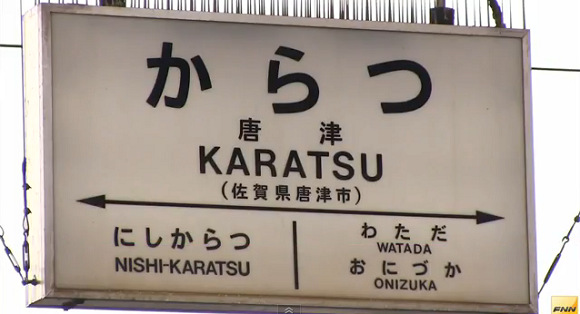 からつ
唐津
KARATSU
(佐賀県唐津市)
にしからつ
NISHI-KARATSU
わただ
WATADA
おにづか
ONIZUKA
FNN